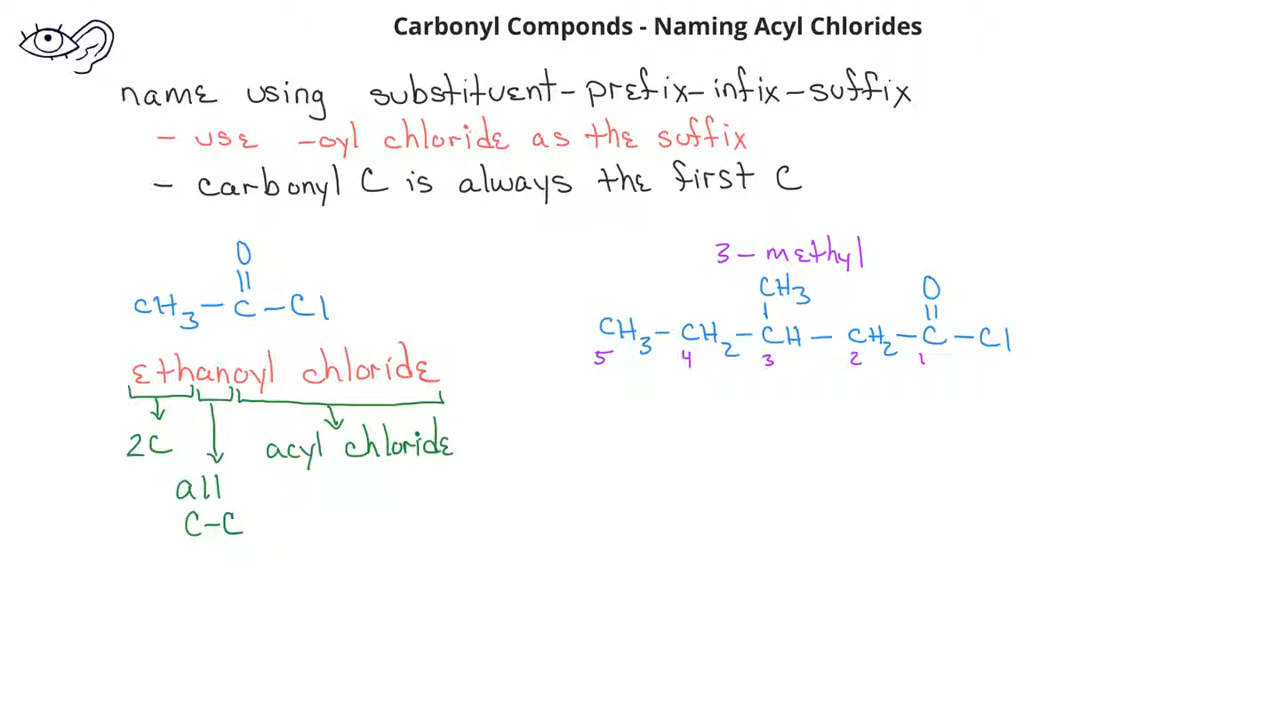 Carbonyl Componds - Naming Acyl Chlorides
name using substituent-prefix-infix-suffix
- use -oyl chloride as the suffix
- carbonyl C is always the first C
O
||
CH3-C-Cl
ethanoyl chloride
2C
acyl chloride
all
C-C
3-methyl
CH3 O
| ||
CH3-CH2-CH-CH2-C-Cl
5 4 3 2 1